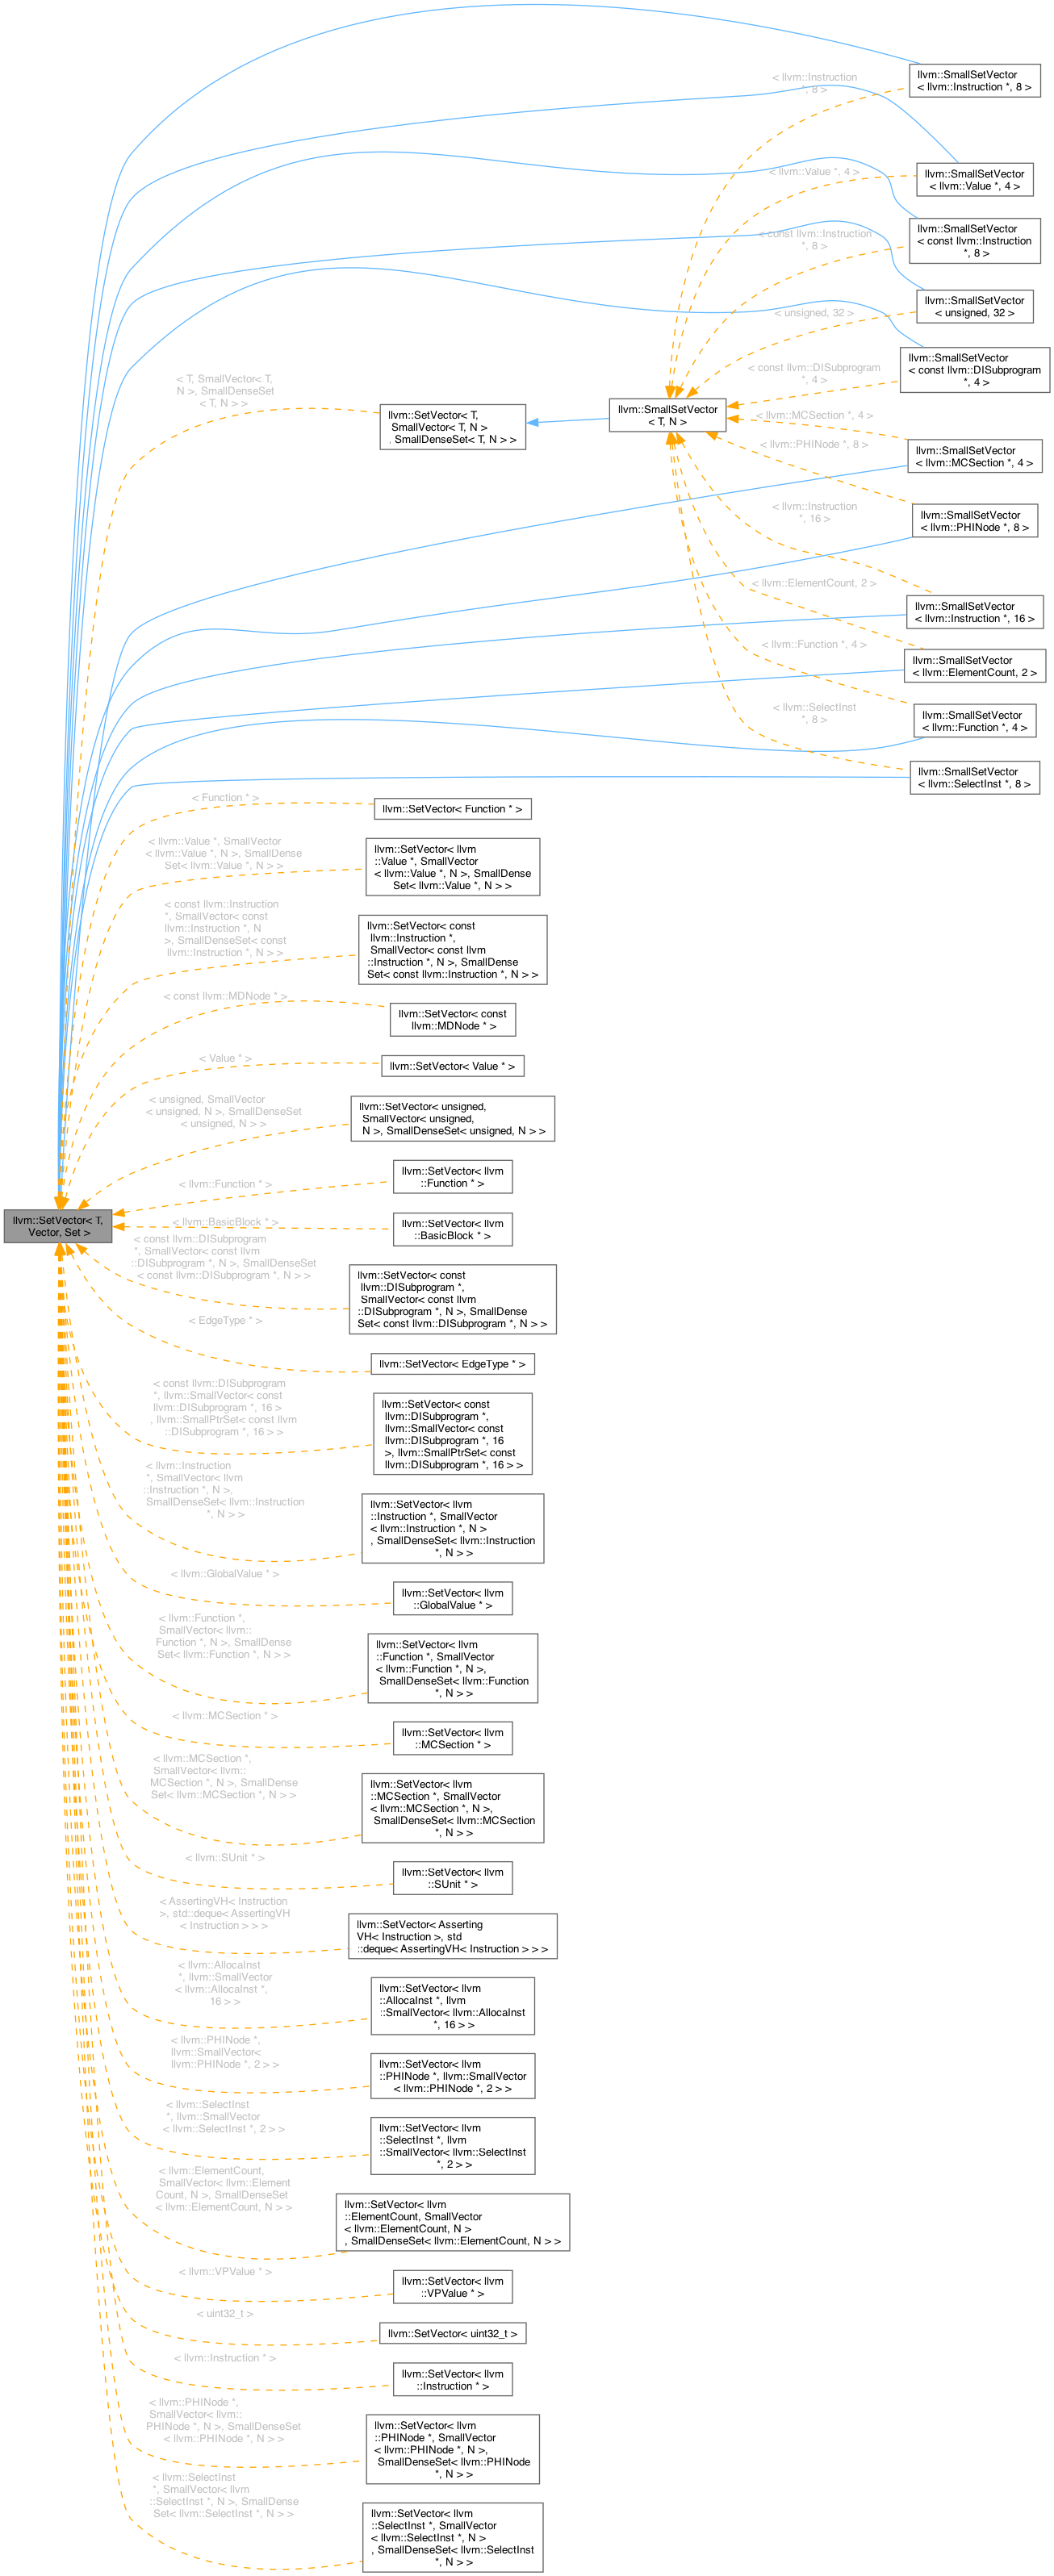 llvm::SmallSetVector
< llvm::Instruction *, 8 >
< llvm::Instruction
*, 8 >
llvm::SmallSetVector
< llvm::Value *, 4 >
< llvm::Value *, 4 >
llvm::SmallSetVector
< const llvm::Instruction
*, 8 >
< const llvm::Instruction
*, 8 >
llvm::SmallSetVector
< unsigned, 32 >
< unsigned, 32 >
llvm::SmallSetVector
< const llvm::DISubprogram
*, 4 >
< const llvm::DISubprogram
*, 4 >
< T, SmallVector< T,
N >, SmallDenseSet
< T, N > >
llvm::SetVector< T,
SmallVector< T, N >
, SmallDenseSet< T, N > >
llvm::SmallSetVector
< T, N >
< llvm::MCSection *, 4 >
llvm::SmallSetVector
< llvm::MCSection *, 4 >
< llvm::PHINode *, 8 >
llvm::SmallSetVector
< llvm::PHINode *, 8 >
< llvm::Instruction
*, 16 >
llvm::SmallSetVector
< llvm::Instruction *, 16 >
< llvm::ElementCount, 2 >
llvm::SmallSetVector
< llvm::ElementCount, 2 >
< llvm::Function *, 4 >
llvm::SmallSetVector
< llvm::Function *, 4 >
< llvm::SelectInst
*, 8 >
llvm::SmallSetVector
< llvm::SelectInst *, 8 >
< Function * >
llvm::SetVector< Function * >
< llvm::Value *, SmallVector
< llvm::Value *, N >, SmallDense
Set< llvm::Value *, N > >
llvm::SetVector< llvm
::Value *, SmallVector
< llvm::Value *, N >, SmallDense
Set< llvm::Value *, N > >
< const llvm::Instruction
*, SmallVector< const
llvm::Instruction *, N
>, SmallDenseSet< const
llvm::Instruction *, N > >
llvm::SetVector< const
llvm::Instruction *,
SmallVector< const llvm
::Instruction *, N >, SmallDense
Set< const llvm::Instruction *, N > >
< const llvm::MDNode * >
llvm::SetVector< const
llvm::MDNode * >
< Value * >
llvm::SetVector< Value * >
< unsigned, SmallVector
< unsigned, N >, SmallDenseSet
< unsigned, N > >
llvm::SetVector< unsigned,
SmallVector< unsigned,
N >, SmallDenseSet< unsigned, N > >
< llvm::Function * >
llvm::SetVector< llvm
::Function * >
llvm::SetVector< T,
Vector, Set >
< llvm::BasicBlock * >
llvm::SetVector< llvm
::BasicBlock * >
< const llvm::DISubprogram
*, SmallVector< const llvm
::DISubprogram *, N >, SmallDenseSet
< const llvm::DISubprogram *, N > >
llvm::SetVector< const
llvm::DISubprogram *,
SmallVector< const llvm
::DISubprogram *, N >, SmallDense
Set< const llvm::DISubprogram *, N > >
< EdgeType * >
llvm::SetVector< EdgeType * >
< const llvm::DISubprogram
*, llvm::SmallVector< const
llvm::DISubprogram *, 16 >
, llvm::SmallPtrSet< const llvm
::DISubprogram *, 16 > >
llvm::SetVector< const
llvm::DISubprogram *,
llvm::SmallVector< const
llvm::DISubprogram *, 16
>, llvm::SmallPtrSet< const
llvm::DISubprogram *, 16 > >
< llvm::Instruction
*, SmallVector< llvm
::Instruction *, N >,
SmallDenseSet< llvm::Instruction
*, N > >
llvm::SetVector< llvm
::Instruction *, SmallVector
< llvm::Instruction *, N >
, SmallDenseSet< llvm::Instruction
*, N > >
< llvm::GlobalValue * >
llvm::SetVector< llvm
::GlobalValue * >
< llvm::Function *,
SmallVector< llvm::
Function *, N >, SmallDense
Set< llvm::Function *, N > >
llvm::SetVector< llvm
::Function *, SmallVector
< llvm::Function *, N >,
SmallDenseSet< llvm::Function
*, N > >
< llvm::MCSection * >
llvm::SetVector< llvm
::MCSection * >
< llvm::MCSection *,
SmallVector< llvm::
MCSection *, N >, SmallDense
Set< llvm::MCSection *, N > >
llvm::SetVector< llvm
::MCSection *, SmallVector
< llvm::MCSection *, N >,
SmallDenseSet< llvm::MCSection
*, N > >
< llvm::SUnit * >
llvm::SetVector< llvm
::SUnit * >
< AssertingVH< Instruction
>, std::deque< AssertingVH
< Instruction > > >
llvm::SetVector< Asserting
VH< Instruction >, std
::deque< AssertingVH< Instruction > > >
< llvm::AllocaInst
*, llvm::SmallVector
< llvm::AllocaInst *,
16 > >
llvm::SetVector< llvm
::AllocaInst *, llvm
::SmallVector< llvm::AllocaInst
*, 16 > >
< llvm::PHINode *,
llvm::SmallVector<
llvm::PHINode *, 2 > >
llvm::SetVector< llvm
::PHINode *, llvm::SmallVector
< llvm::PHINode *, 2 > >
< llvm::SelectInst
*, llvm::SmallVector
< llvm::SelectInst *, 2 > >
llvm::SetVector< llvm
::SelectInst *, llvm
::SmallVector< llvm::SelectInst
*, 2 > >
< llvm::ElementCount,
SmallVector< llvm::Element
Count, N >, SmallDenseSet
< llvm::ElementCount, N > >
llvm::SetVector< llvm
::ElementCount, SmallVector
< llvm::ElementCount, N >
, SmallDenseSet< llvm::ElementCount, N > >
< llvm::VPValue * >
llvm::SetVector< llvm
::VPValue * >
< uint32_t >
llvm::SetVector< uint32_t >
< llvm::Instruction * >
llvm::SetVector< llvm
::Instruction * >
< llvm::PHINode *,
SmallVector< llvm::
PHINode *, N >, SmallDenseSet
< llvm::PHINode *, N > >
llvm::SetVector< llvm
::PHINode *, SmallVector
< llvm::PHINode *, N >,
SmallDenseSet< llvm::PHINode
*, N > >
< llvm::SelectInst
*, SmallVector< llvm
::SelectInst *, N >, SmallDense
Set< llvm::SelectInst *, N > >
llvm::SetVector< llvm
::SelectInst *, SmallVector
< llvm::SelectInst *, N >
, SmallDenseSet< llvm::SelectInst
*, N > >